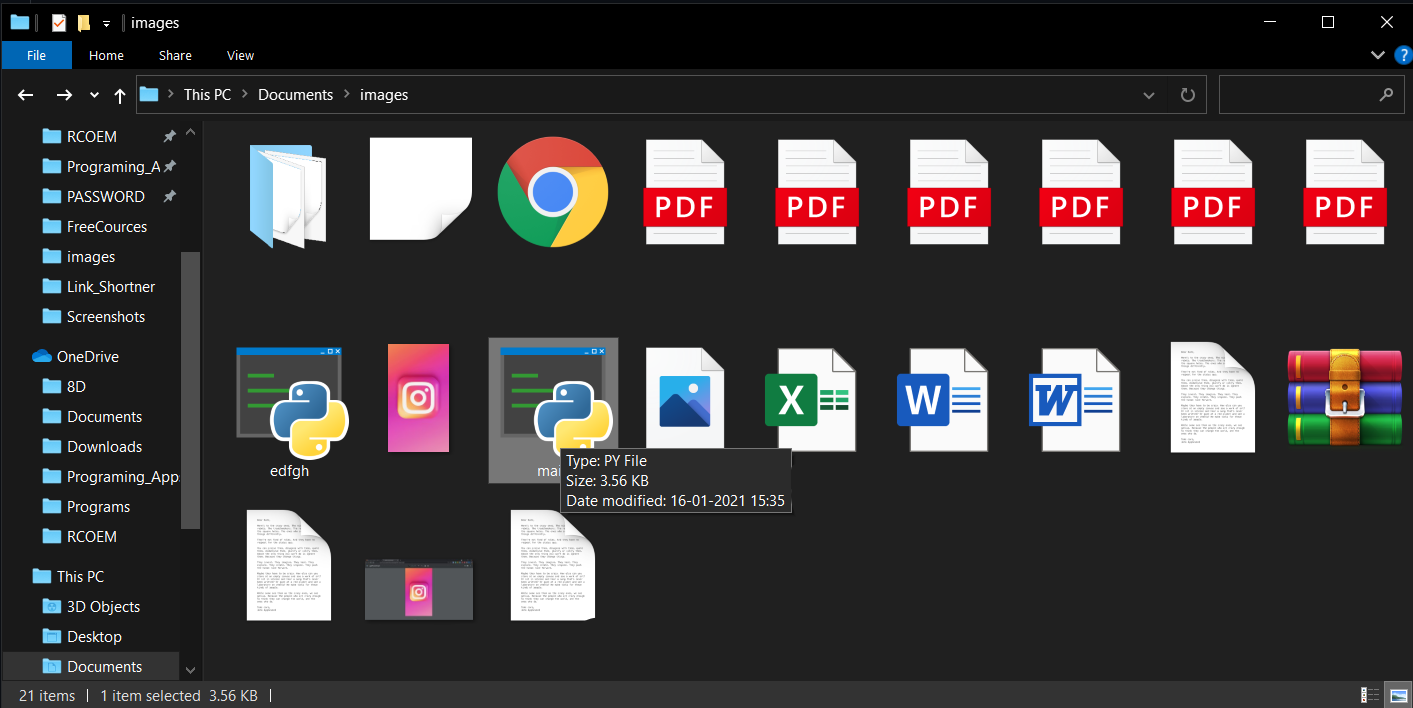 images
File Home Share View
?
This PC Documents images
RCOEM
Programing_A
PASSWORD
FreeCources
images
Link_Shortner
Screenshots
OneDrive
8D
Documents
Downloads
Programing_App
Programs
RCOEM
This PC
3D Objects
Desktop
Documents
PDF PDF PDF PDF PDF PDF
X W W
edfgh mai
Type: PY File
Size: 3.56 KB
Date modified: 16-01-2021 15:35
21 items 1 item selected 3.56 KB